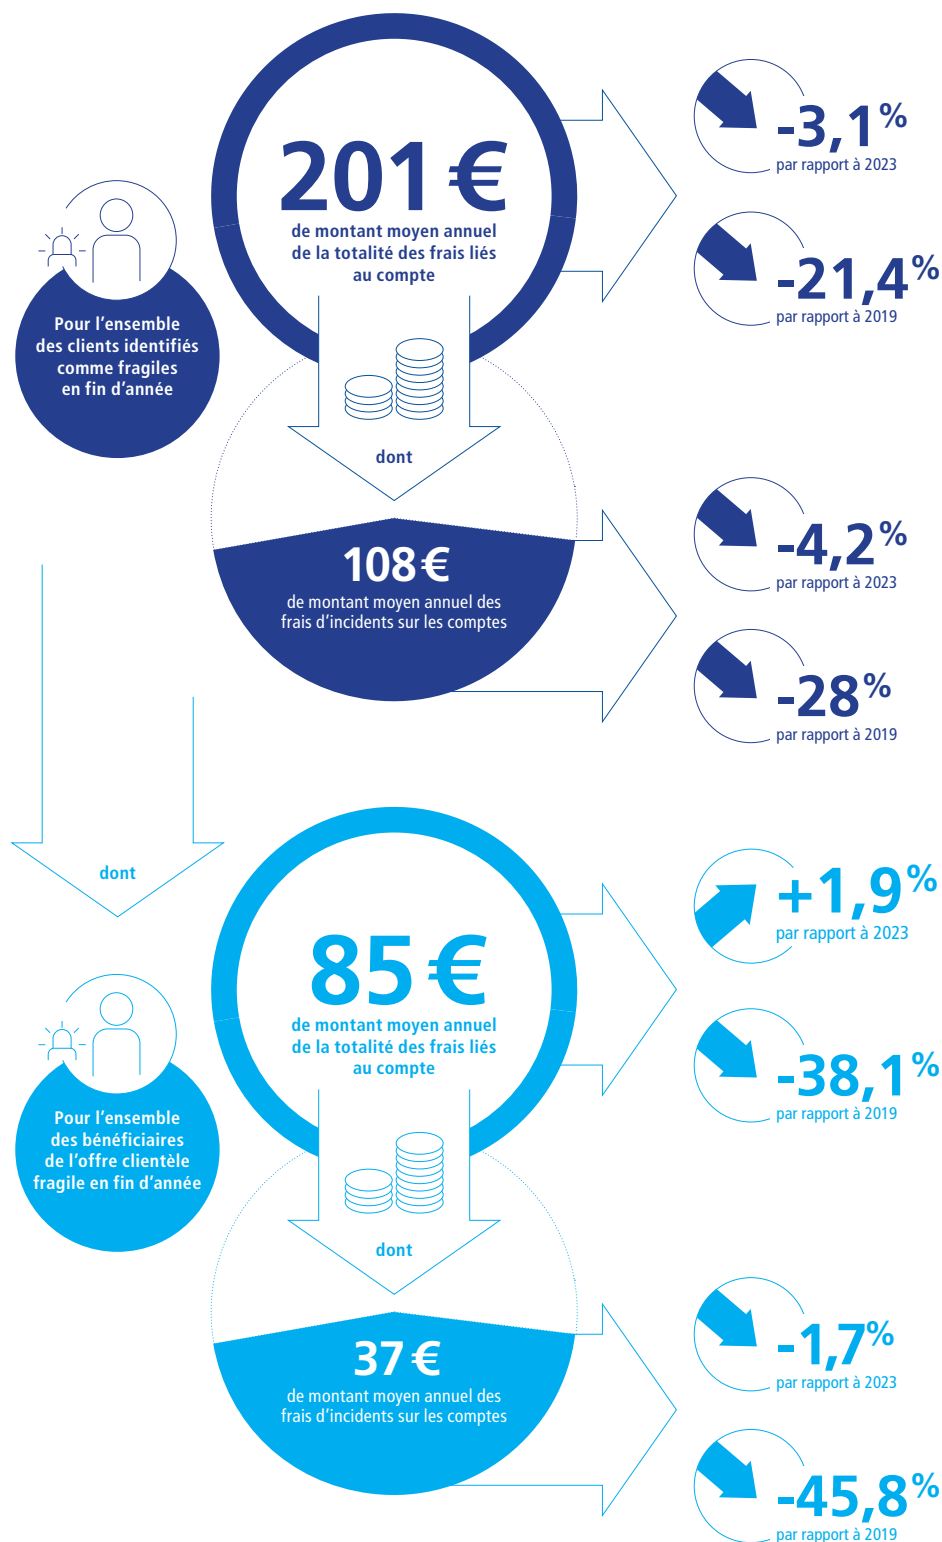 201 €
de montant moyen annuel
de la totalité des frais liés
au compte
-3,1 %
par rapport à 2023
-21,4 %
par rapport à 2019
Pour l'ensemble
des clients identifiés
comme fragiles
en fin d'année
dont
108 €
de montant moyen annuel des
frais d'incidents sur les comptes
-4,2 %
par rapport à 2023
-28 %
par rapport à 2019
dont
85 €
de montant moyen annuel
de la totalité des frais liés
au compte
+1,9 %
par rapport à 2023
-38,1 %
par rapport à 2019
Pour l'ensemble
des bénéficiaires
de l'offre clientèle
fragile en fin d'année
dont
37 €
de montant moyen annuel des
frais d'incidents sur les comptes
-1,7 %
par rapport à 2023
-45,8 %
par rapport à 2019